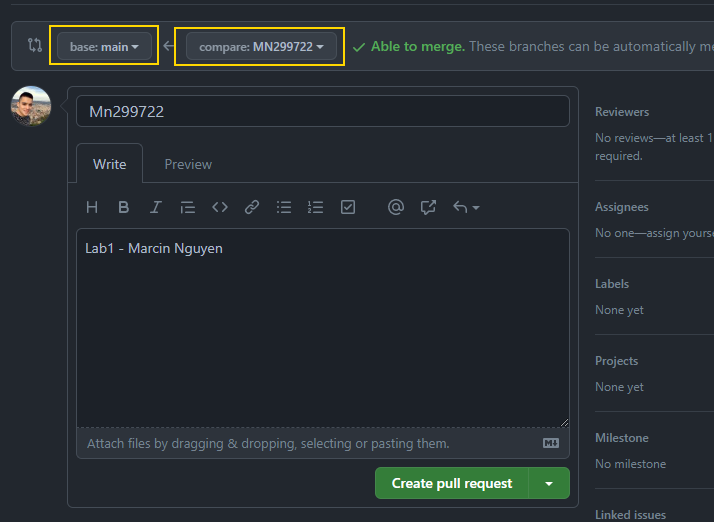 base: main
compare: MN299722
Able to merge. These branches can be automatically
Mn299722
Write
Preview
Lab1 - Marcin Nguyen
Attach files by dragging & dropping, selecting or pasting them.
Create pull request
Reviewers
No reviews—at least 1
required.
Assignees
No one—assign
Labels
None yet
Projects
None yet
Milestone
No milestone
Linked issues